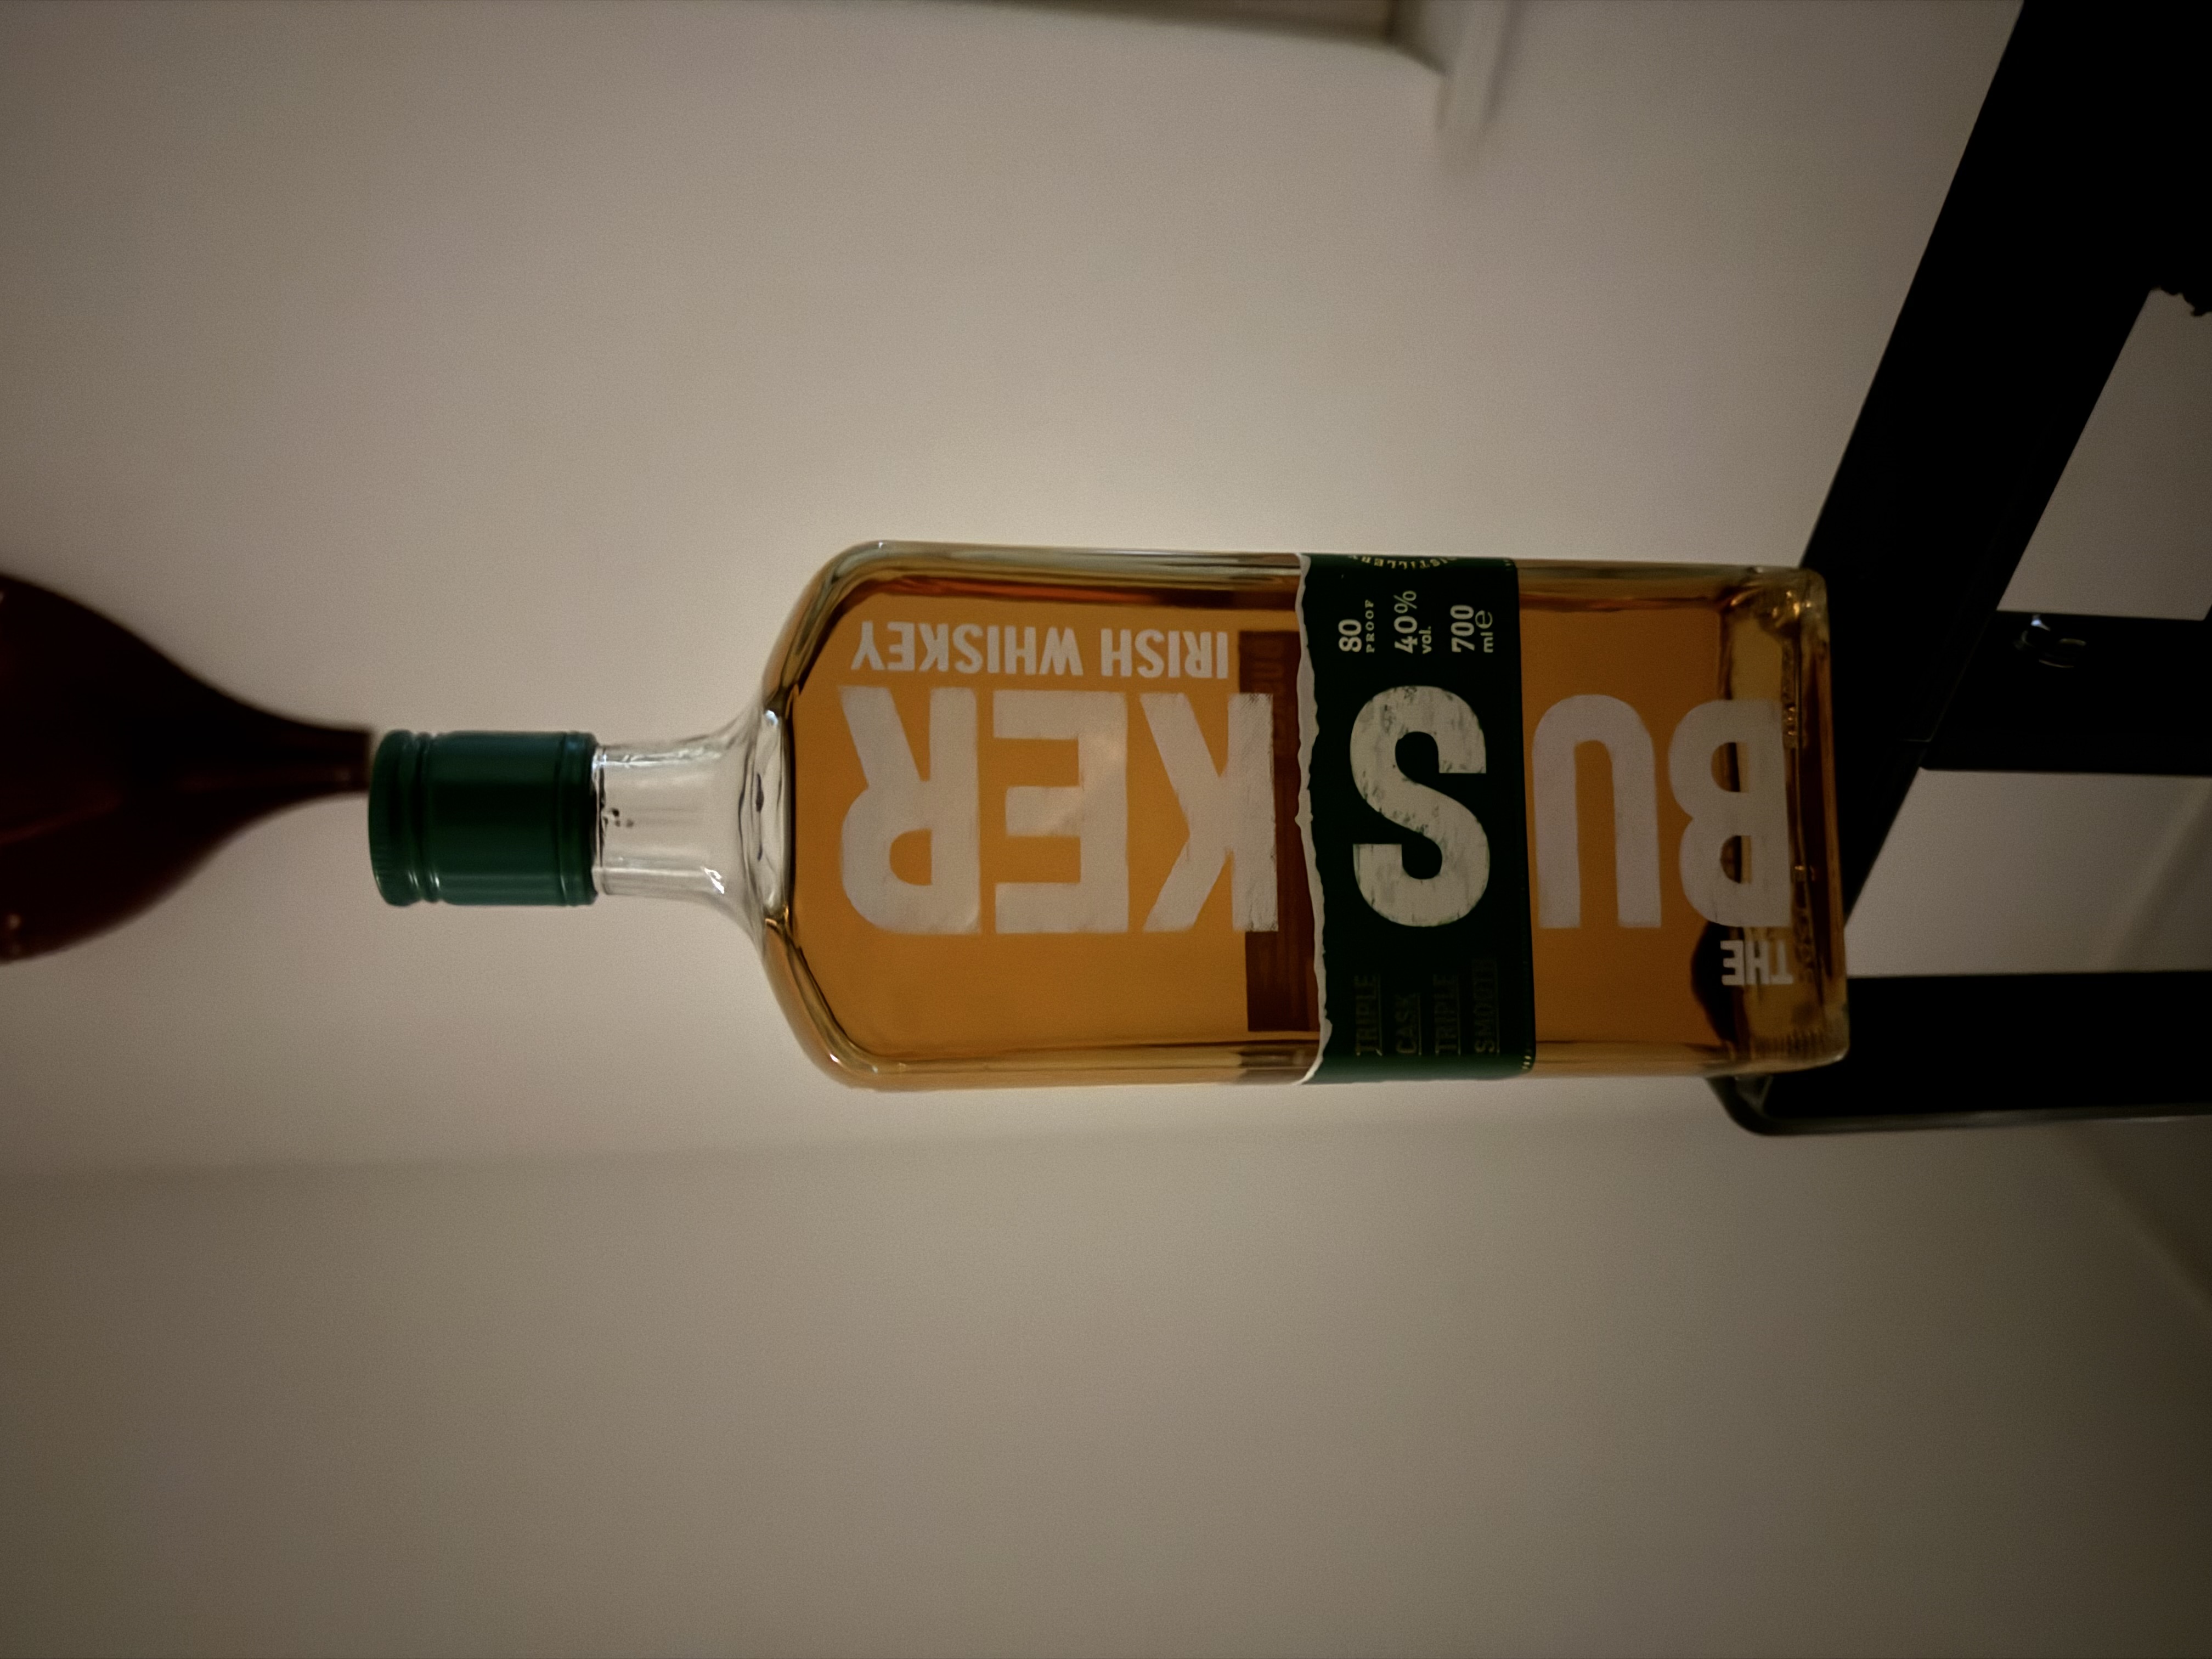 THE
BUSKER
IRISH WHISKEY
TRIPLE
CASK
TRIPLE
SMOOTH
80
PROOF
40%
vol.
700
ml e